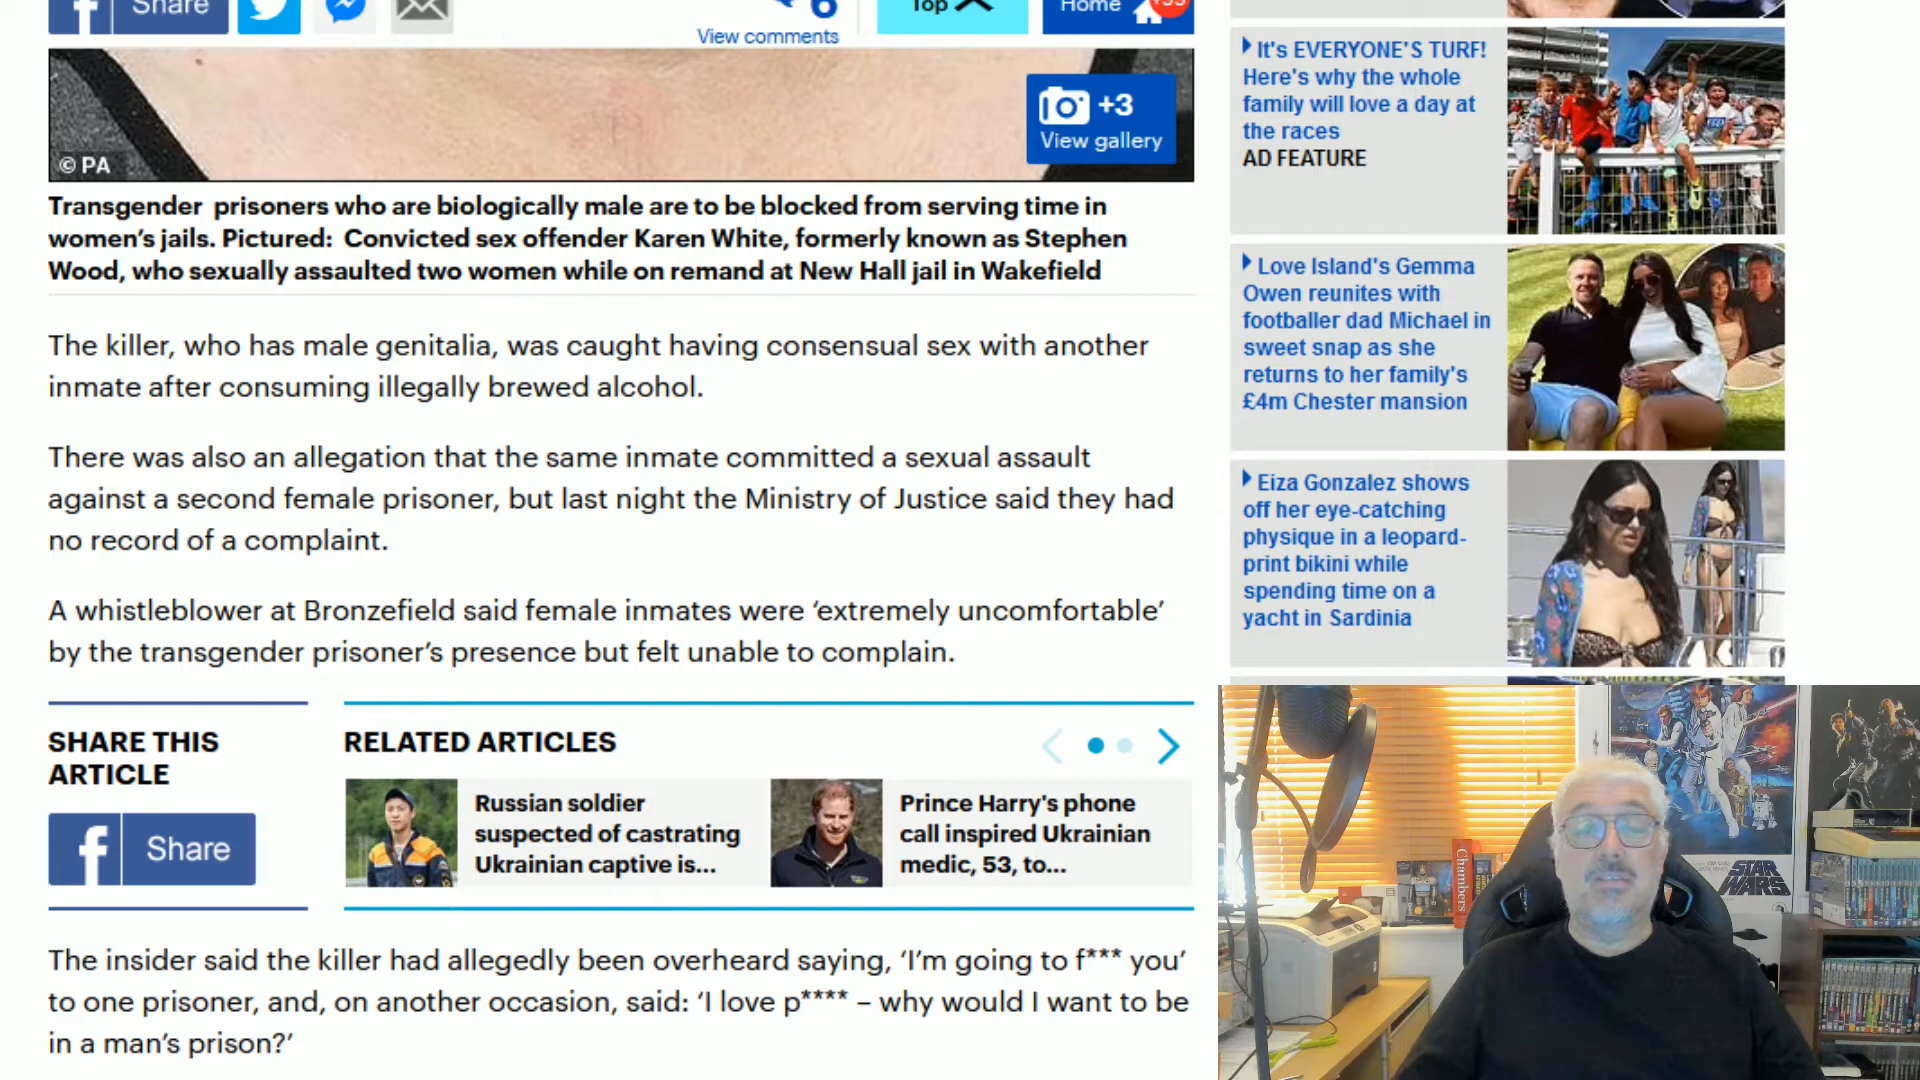 Share
6
View comments
Top
Home
+3
View gallery
© PA
Transgender prisoners who are biologically male are to be blocked from serving time in
women's jails. Pictured: Convicted sex offender Karen White, formerly known as Stephen
Wood, who sexually assaulted two women while on remand at New Hall jail in Wakefield
The killer, who has male genitalia, was caught having consensual sex with another
inmate after consuming illegally brewed alcohol.
There was also an allegation that the same inmate committed a sexual assault
against a second female prisoner, but last night the Ministry of Justice said they had
no record of a complaint.
A whistleblower at Bronzefield said female inmates were ‘extremely uncomfortable’
by the transgender prisoner’s presence but felt unable to complain.
SHARE THIS
ARTICLE
f Share
RELATED ARTICLES
Russian soldier
suspected of castrating
Ukrainian captive is...
Prince Harry's phone
call inspired Ukrainian
medic, 53, to...
The insider said the killer had allegedly been overheard saying, ‘I’m going to f*** you’
to one prisoner, and, on another occasion, said: ‘I love p**** – why would I want to be
in a man’s prison?’
It's EVERYONE'S TURF!
Here's why the whole
family will love a day at
the races
AD FEATURE
Love Island's Gemma
Owen reunites with
footballer dad Michael in
sweet snap as she
returns to her family's
£4m Chester mansion
Eiza Gonzalez shows
off her eye-catching
physique in a leopard-
print bikini while
spending time on a
yacht in Sardinia
Chambers
STAR
WARS